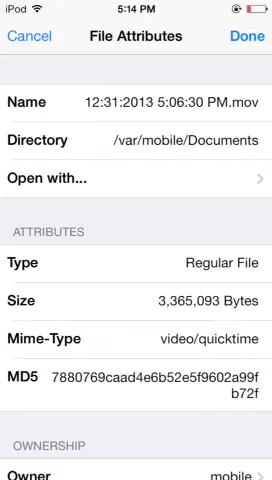 iPod 5:14 PM
Cancel File Attributes Done
Name 12:31:2013 5:06:30 PM.mov
Directory /var/mobile/Documents
Open with...
ATTRIBUTES
Type Regular File
Size 3,365,093 Bytes
Mime-Type video/quicktime
MD5 7880769caad4e6b52e5f9602a99f
b72f
OWNERSHIP
Owner mobile